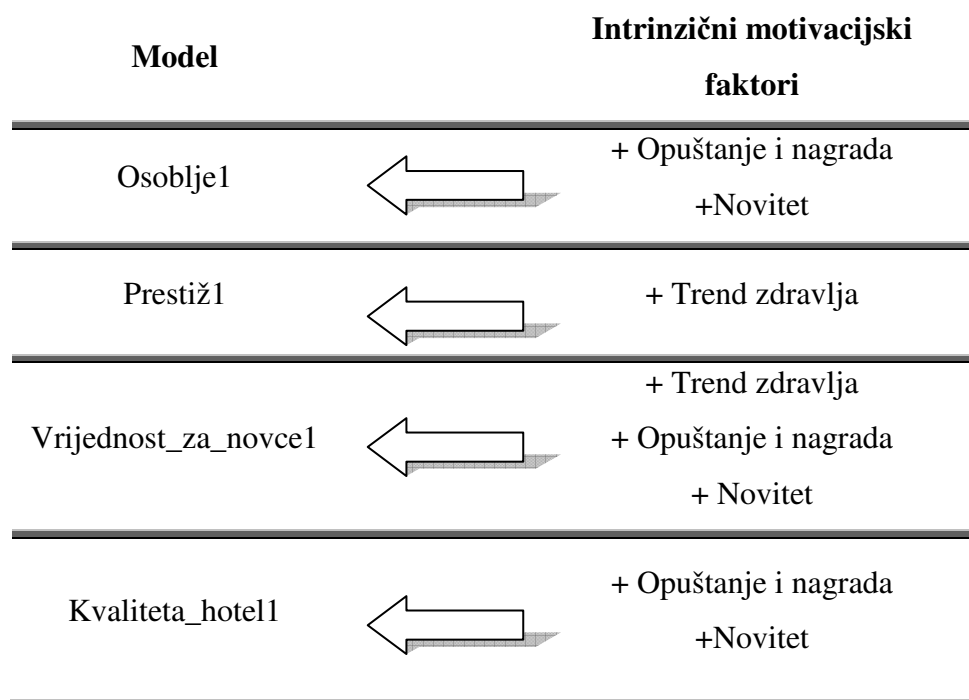 Model
Intrinzični motivacijski
faktori
Osoblje1
+ Opuštanje i nagrada
+Novitet
Prestiž1
+ Trend zdravlja
Vrijednost_za_novce1
+ Trend zdravlja
+ Opuštanje i nagrada
+ Novitet
Kvaliteta_hotel1
+ Opuštanje i nagrada
+Novitet